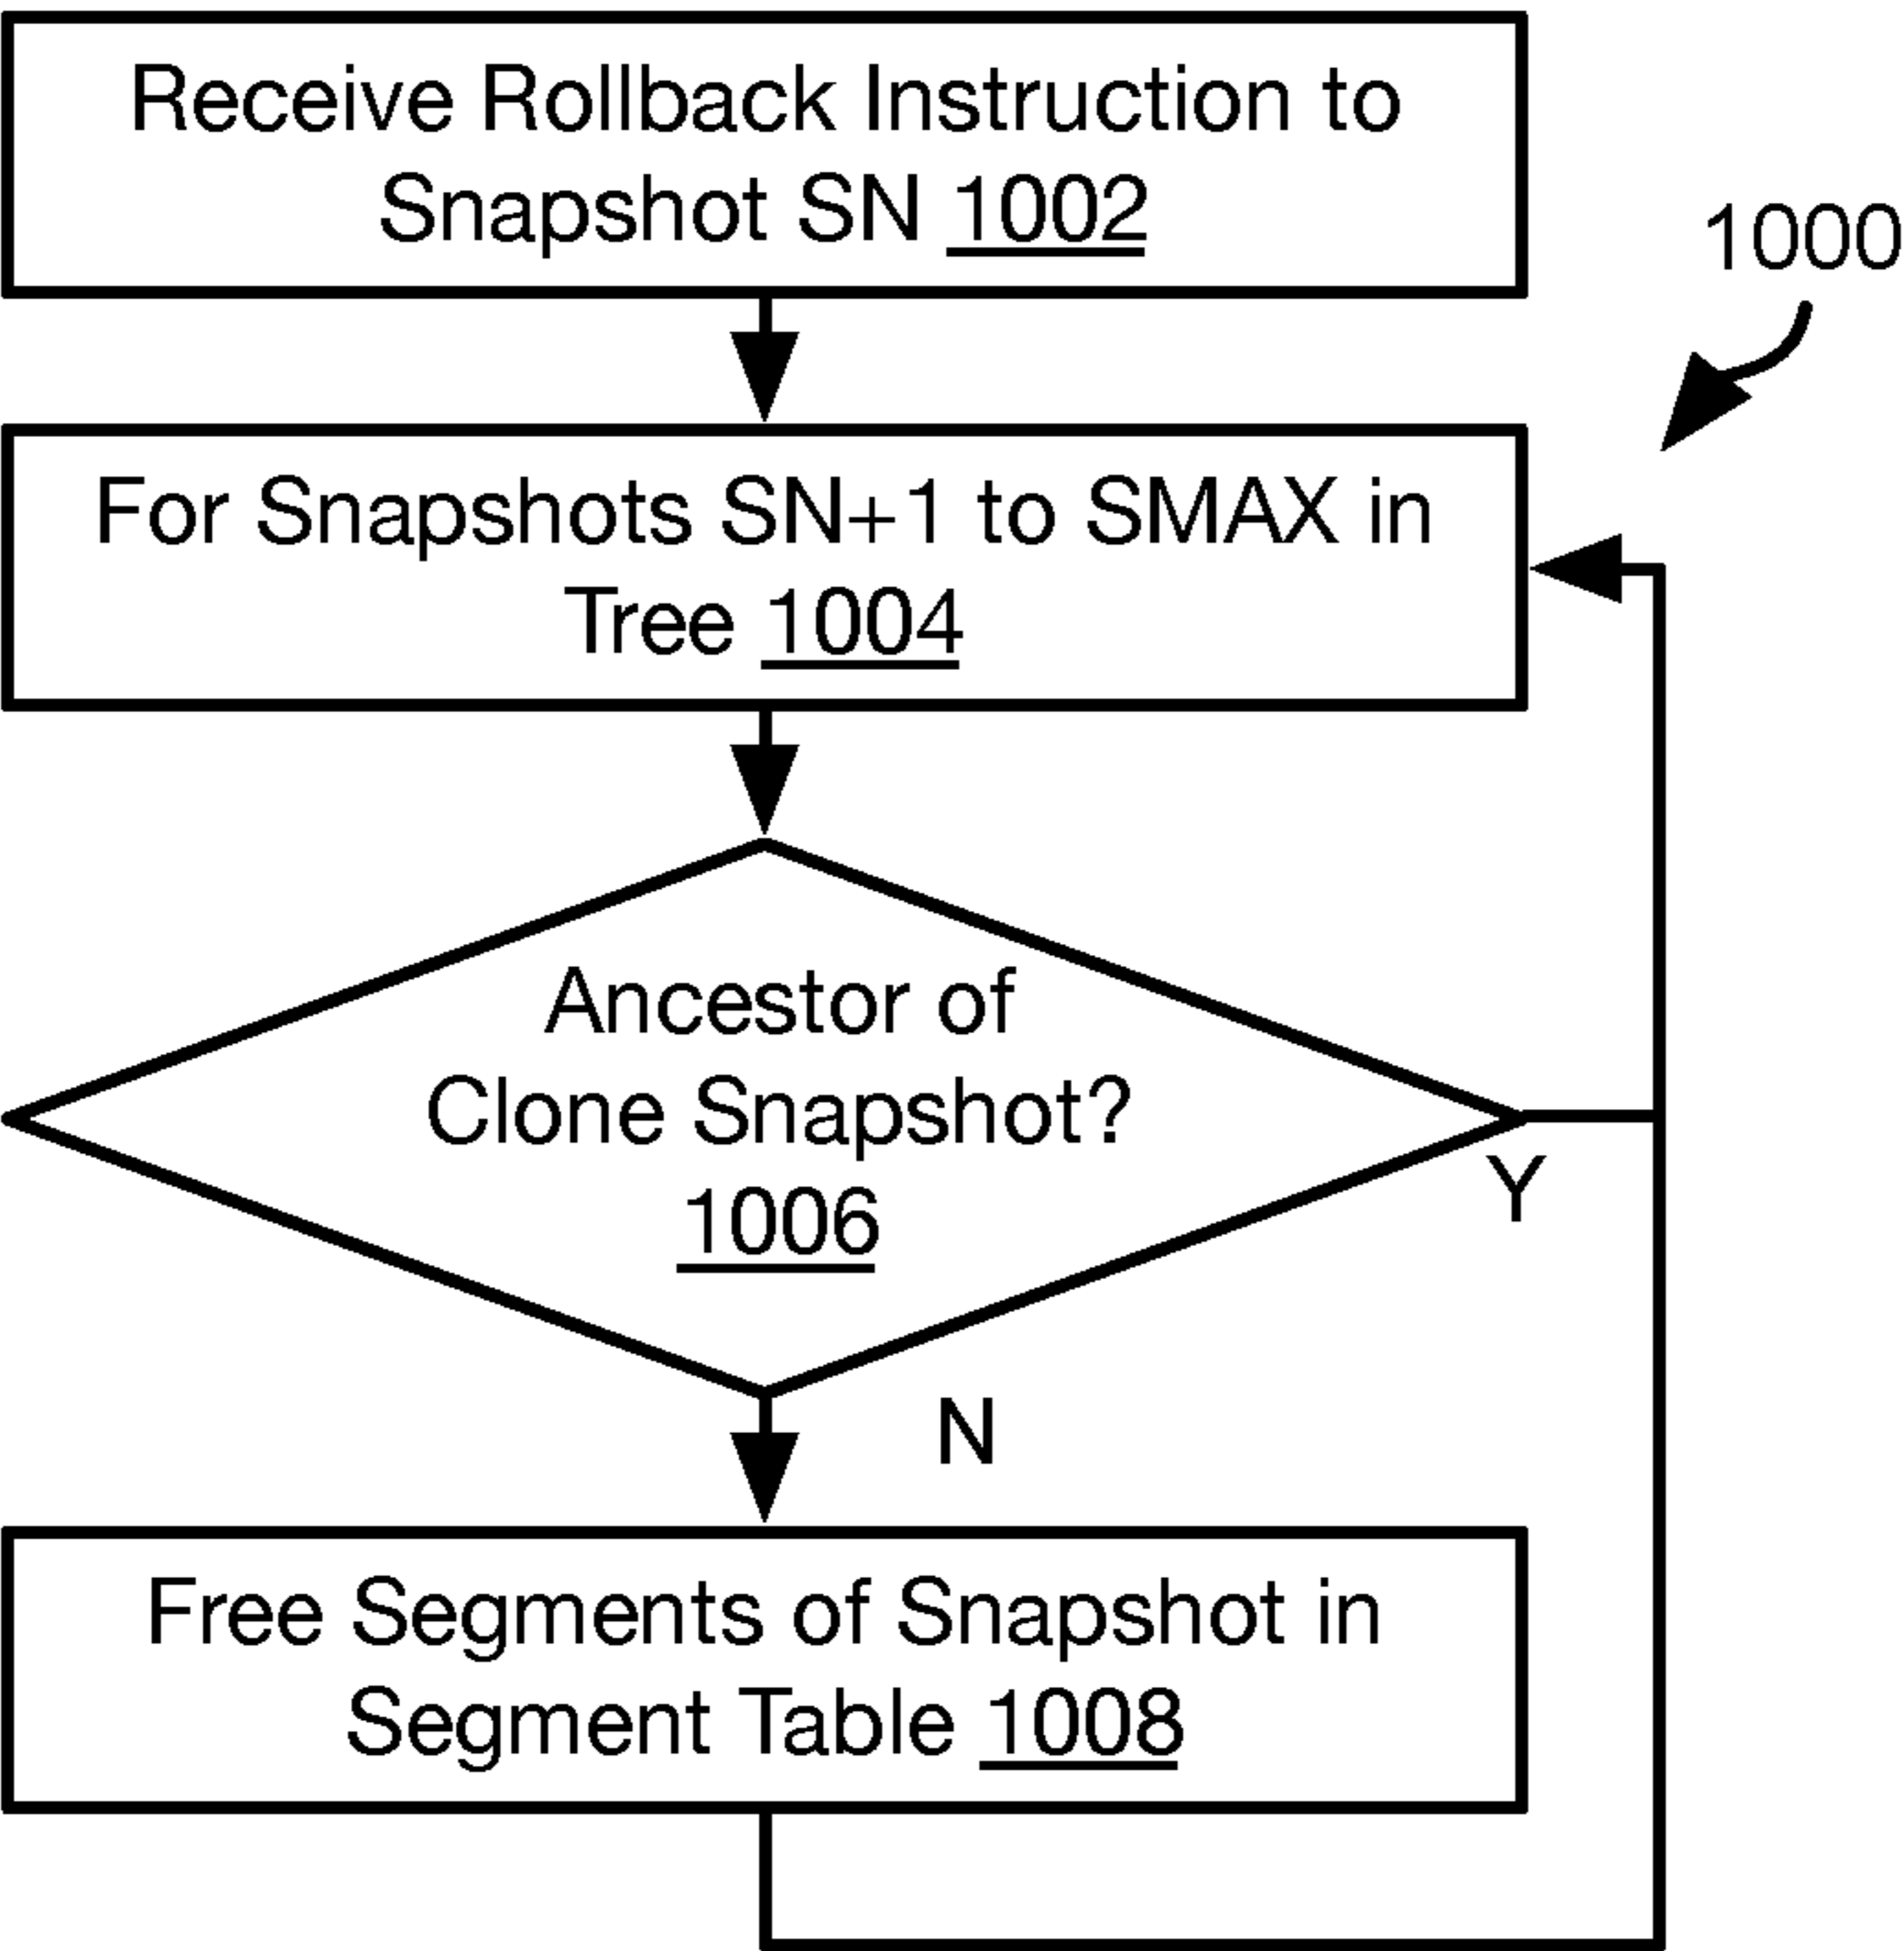 Receive Rollback Instruction to
Snapshot SN 1002
1000
For Snapshots SN+1 to SMAX in
Tree 1004
Ancestor of
Clone Snapshot?
1006
Y
N
Free Segments of Snapshot in
Segment Table 1008